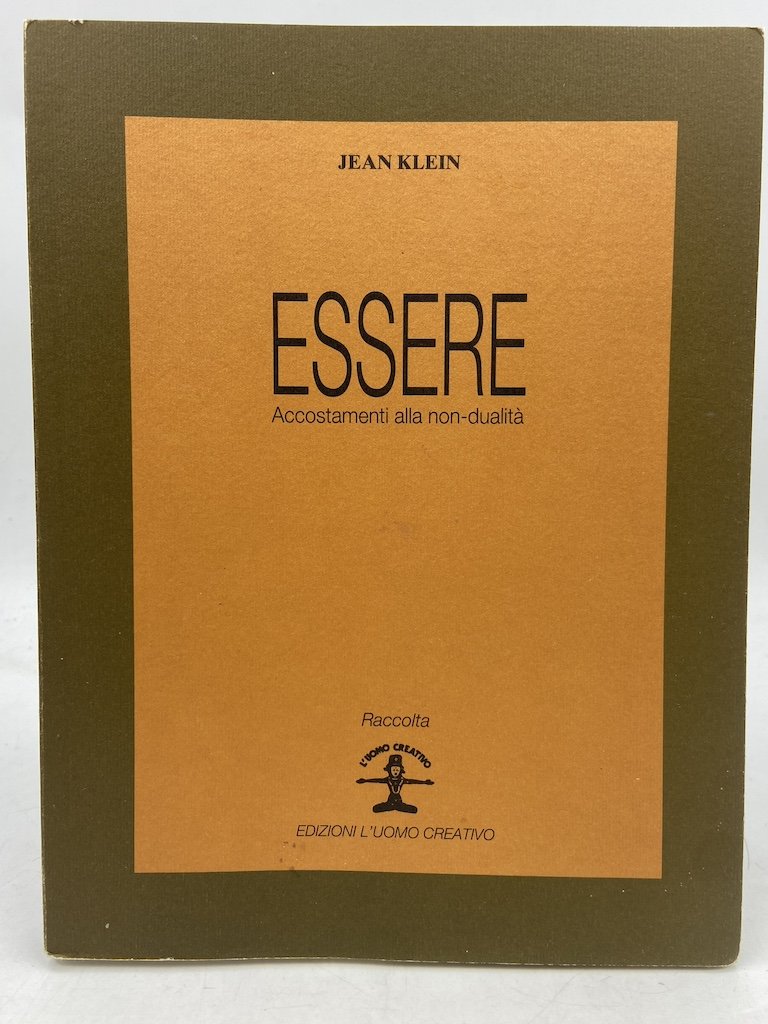 JEAN KLEIN
ESSERE
Accostamenti alla non-dualità
Raccolta
L'UOMO CREATIVO
EDIZIONI L'UOMO CREATIVO